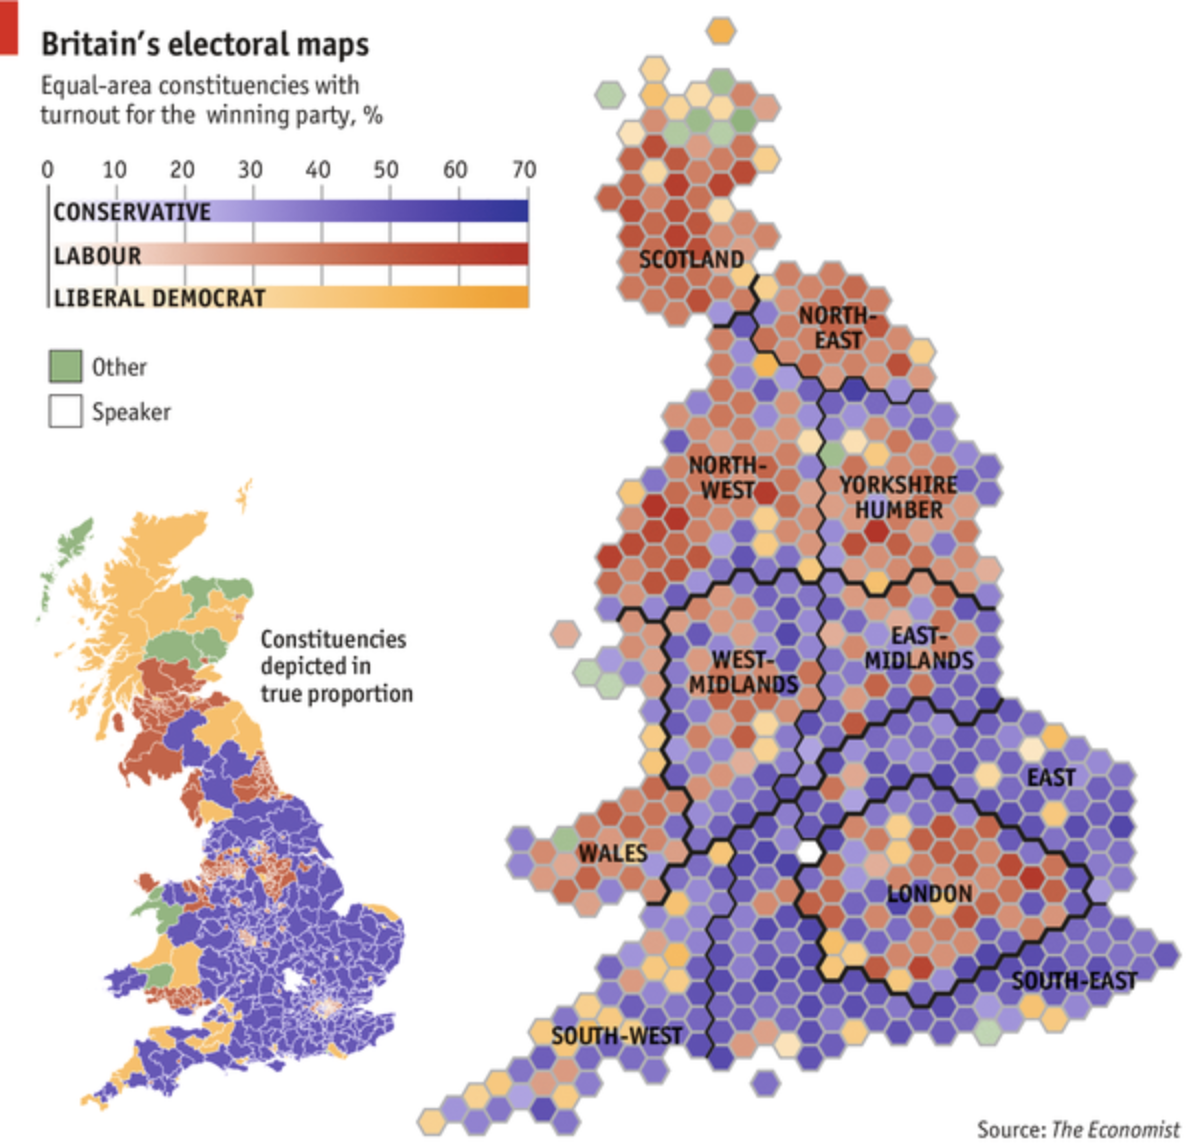 Britain's electoral maps
Equal-area constituencies with
turnout for the winning party, %
0 10 20 30 40 50 60 70
CONSERVATIVE
LABOUR
LIBERAL DEMOCRAT
Other
Speaker
Constituencies
depicted in
true proportion
SCOTLAND
NORTH-
EAST
NORTH-
WEST
YORKSHIRE
HUMBER
WEST-
MIDLANDS
EAST-
MIDLANDS
EAST
WALES
LONDON
SOUTH-EAST
SOUTH-WEST
Source: The Economist